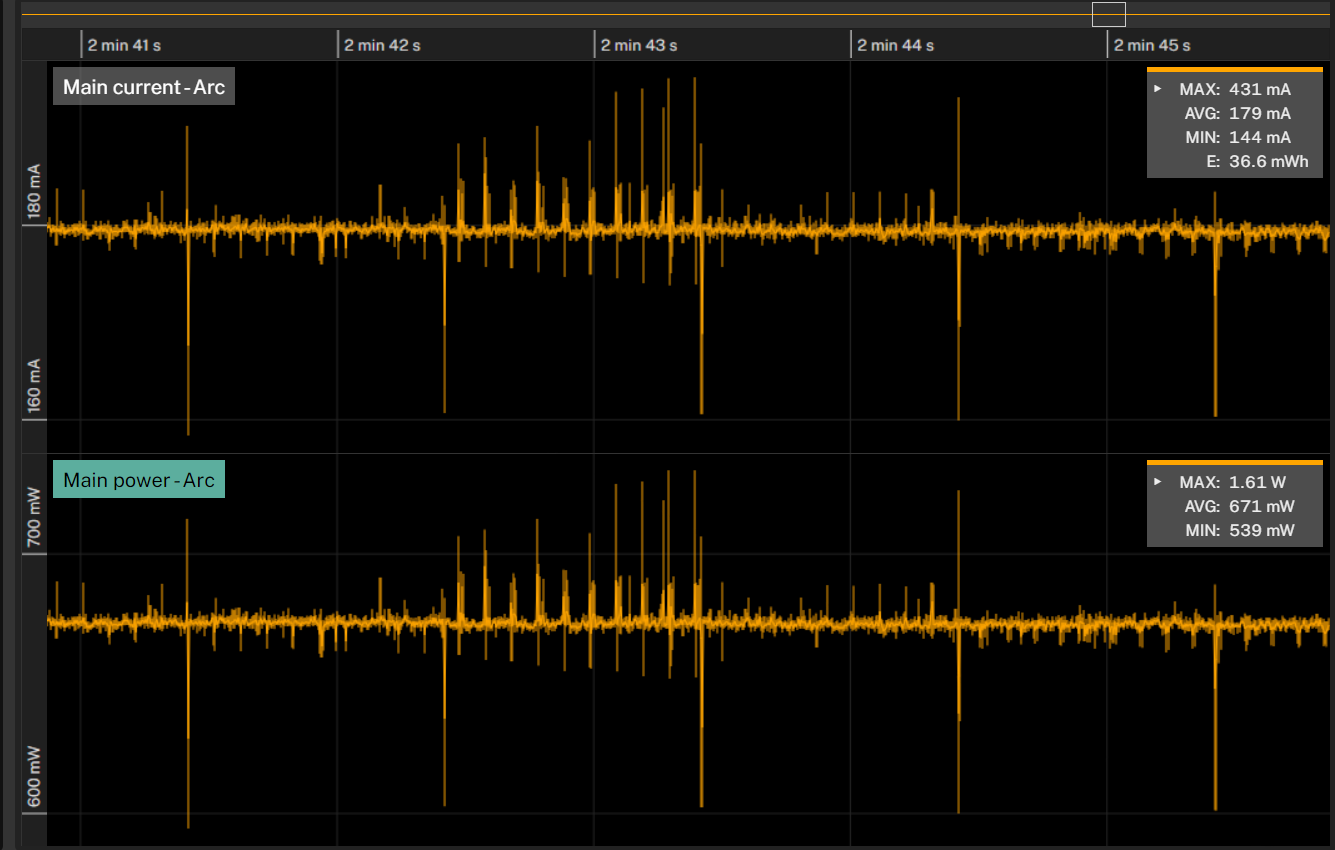 2 min 41 s
2 min 42 s
2 min 43 s
2 min 44 s
2 min 45 s
Main current - Arc
MAX: 431 mA
AVG: 179 mA
MIN: 144 mA
E: 36.6 mWh
180 mA
160 mA
Main power - Arc
MAX: 1.61 W
AVG: 671 mW
MIN: 539 mW
700 mW
600 mW